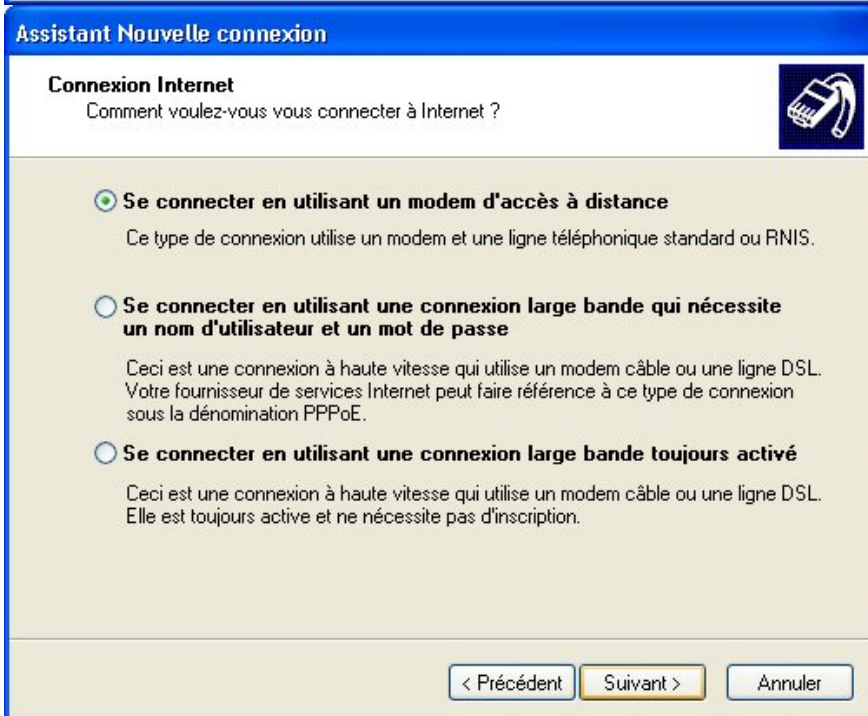 Assistant Nouvelle connexion
Connexion Internet
Comment voulez-vous vous connecter à Internet ?
Se connecter en utilisant un modem d'accès à distance
Ce type de connexion utilise un modem et une ligne téléphonique standard ou RNIS.
Se connecter en utilisant une connexion large bande qui nécessite
un nom d'utilisateur et un mot de passe
Ceci est une connexion à haute vitesse qui utilise un modem câble ou une ligne DSL.
Votre fournisseur de services Internet peut faire référence à ce type de connexion
sous la dénomination PPPoE.
Se connecter en utilisant une connexion large bande toujours activé
Ceci est une connexion à haute vitesse qui utilise un modem câble ou une ligne DSL.
Elle est toujours active et ne nécessite pas d'inscription.
< Précédent Suivant > Annuler